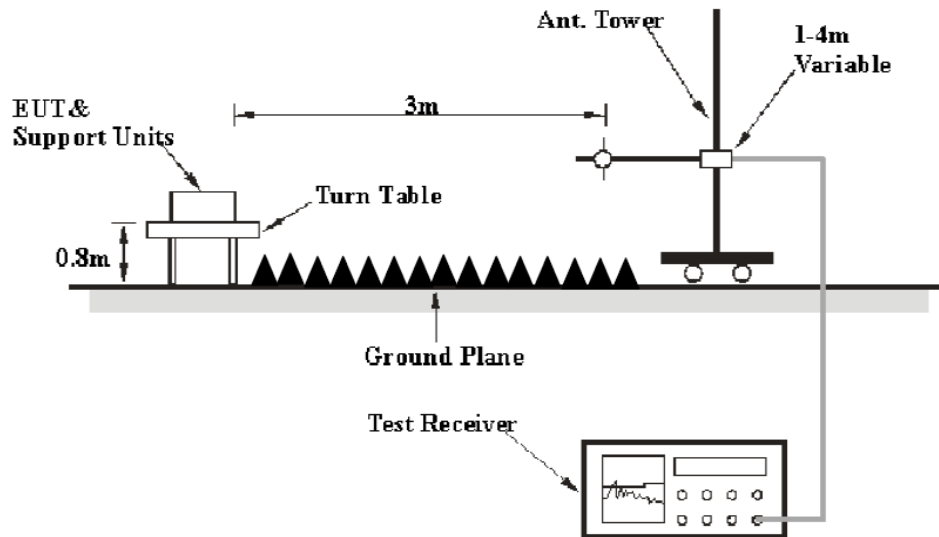 Ant. Tower
1-4m
Variable
EUT&
Support Units
3m
Turn Table
0.8m
Ground Plane
Test Receiver